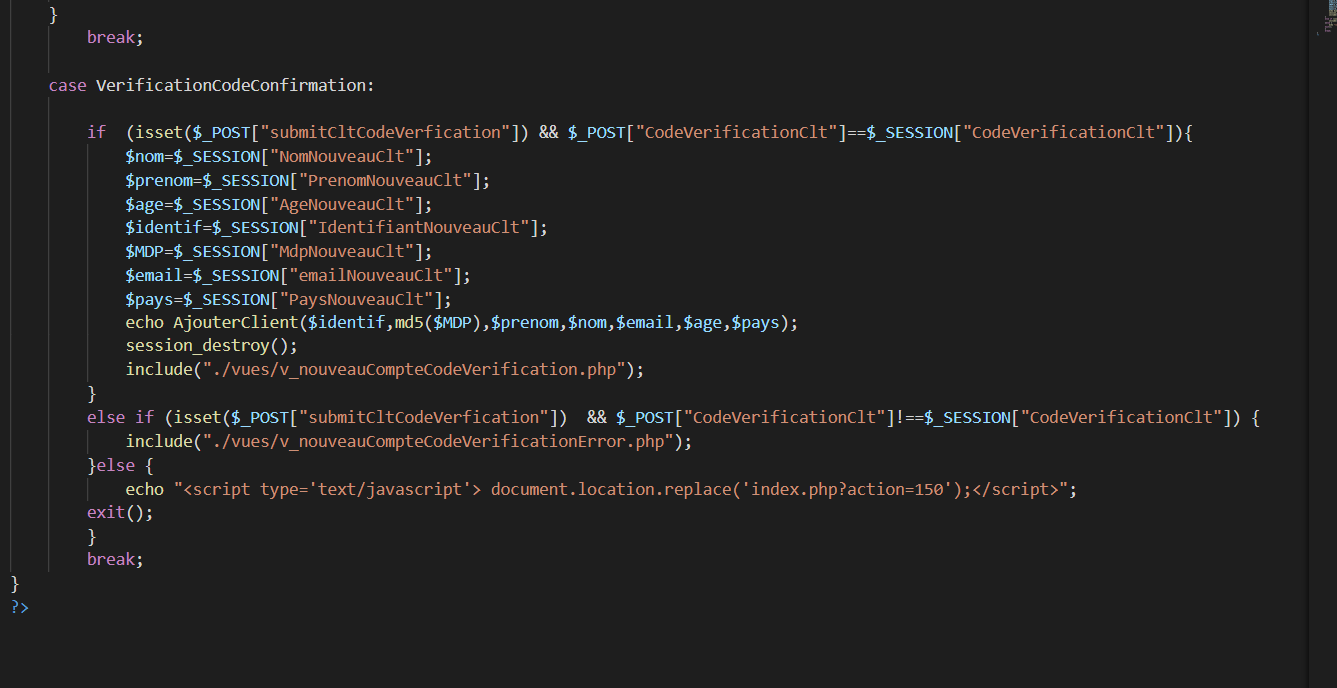 }
break;
case VerificationCodeConfirmation:
if  (isset($_POST["submitCltCodeVerfication"]) && $_POST["CodeVerificationClt"]==$_SESSION["CodeVerificationClt"]){
$nom=$_SESSION["NomNouveauClt"];
$prenom=$_SESSION["PrenomNouveauClt"];
$age=$_SESSION["AgeNouveauClt"];
$identif=$_SESSION["IdentifiantNouveauClt"];
$MDP=$_SESSION["MdpNouveauClt"];
$email=$_SESSION["emailNouveauClt"];
$pays=$_SESSION["PaysNouveauClt"];
echo AjouterClient($identif,md5($MDP),$prenom,$nom,$email,$age,$pays);
session_destroy();
include("./vues/v_nouveauCompteCodeVerification.php");
}
else if (isset($_POST["submitCltCodeVerfication"])  && $_POST["CodeVerificationClt"]!==$_SESSION["CodeVerificationClt"]) {
include("./vues/v_nouveauCompteCodeVerificationError.php");
}else {
echo "<script type='text/javascript'> document.location.replace('index.php?action=150');</script>";
exit();
}
break;
}
?>